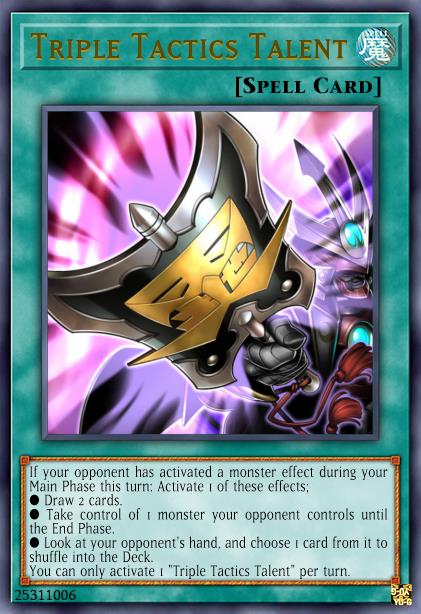 TRIPLE TACTICS TALENT
SPELL
魔
[SPELL CARD]
If your opponent has activated a monster effect during your
Main Phase this turn: Activate 1 of these effects;
● Draw 2 cards.
● Take control of 1 monster your opponent controls until
the End Phase.
● Look at your opponent's hand, and choose 1 card from it to
shuffle into the Deck.
You can only activate 1 "Triple Tactics Talent" per turn.
25311006